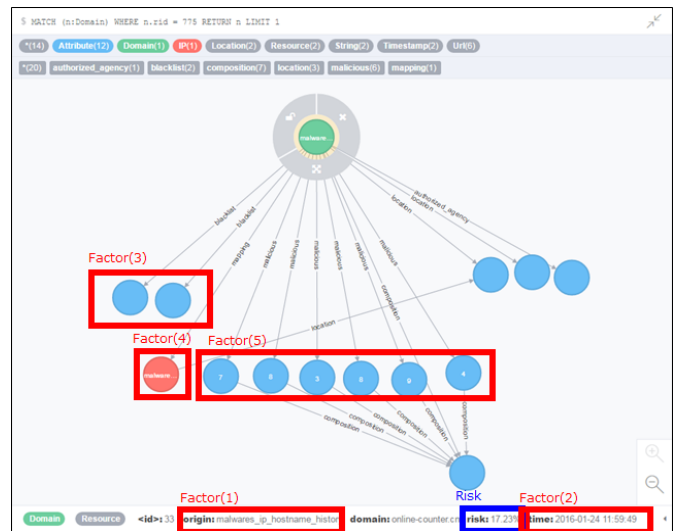 $ MATCH (n:Domain) WHERE n.rid = 778 RETURN n LIMIT 1
*(14) Attribute(12) Domain(1) IP(1) Location(2) Resource(2) String(2) Timestamp(2) Url(6)
*(20) authorized_agency(1) blacklist(2) composition(7) location(3) malicious(6) mapping(1)
malware...
blacklist
blacklist
mapping
malicious
malicious
malicious
malicious
malicious
composition
malicious
location
location
authorized_agency
Factor(3)
location
composition
Factor(4)
Factor(5)
malware...
7
8
3
8
9
4
composition
composition
composition
composition
composition
composition
Factor(1)
Risk
Factor(2)
Domain Resource <id>: 33 origin: malwares_ip_hostname_histor domain: online-counter.cn risk: 17.23% time: 2016-01-24 11:59:49